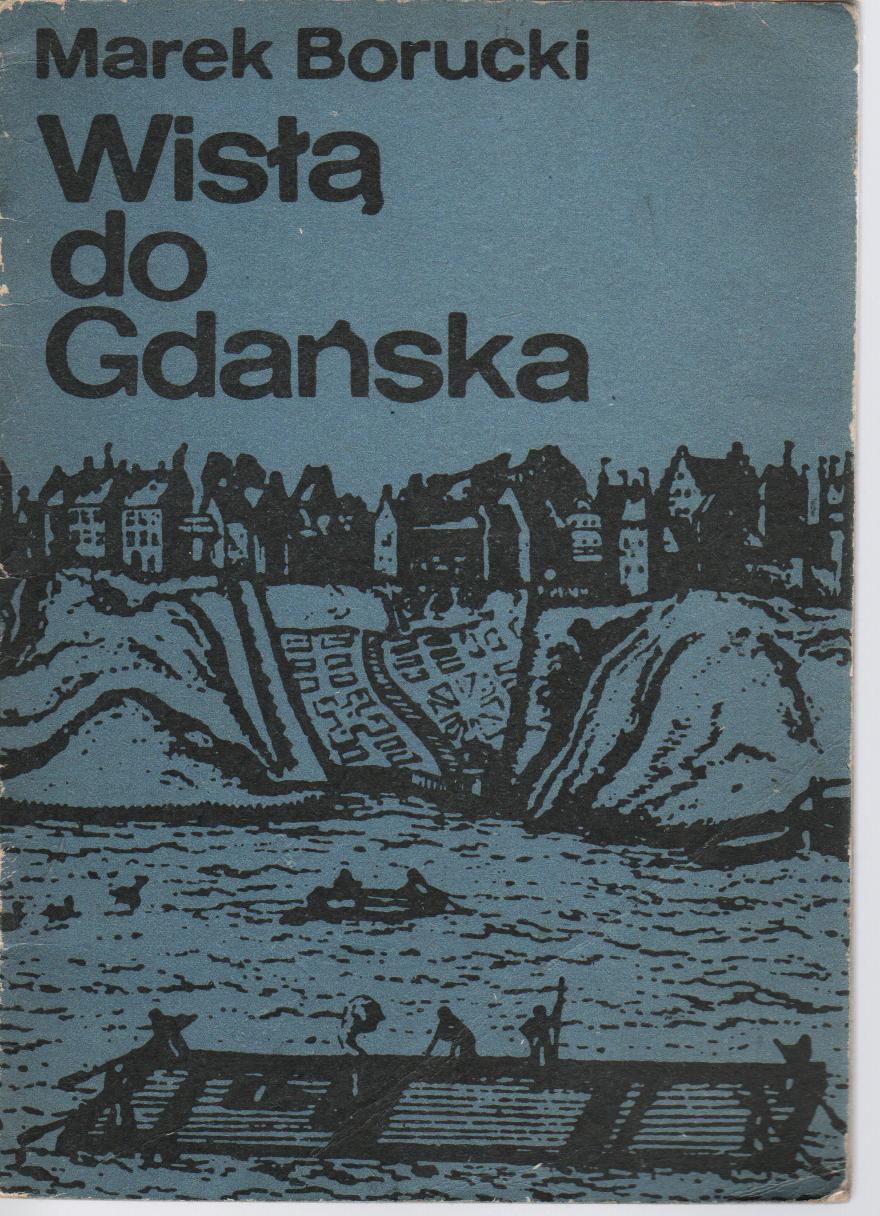 Marek Borucki
Wisłą
do
Gdańska